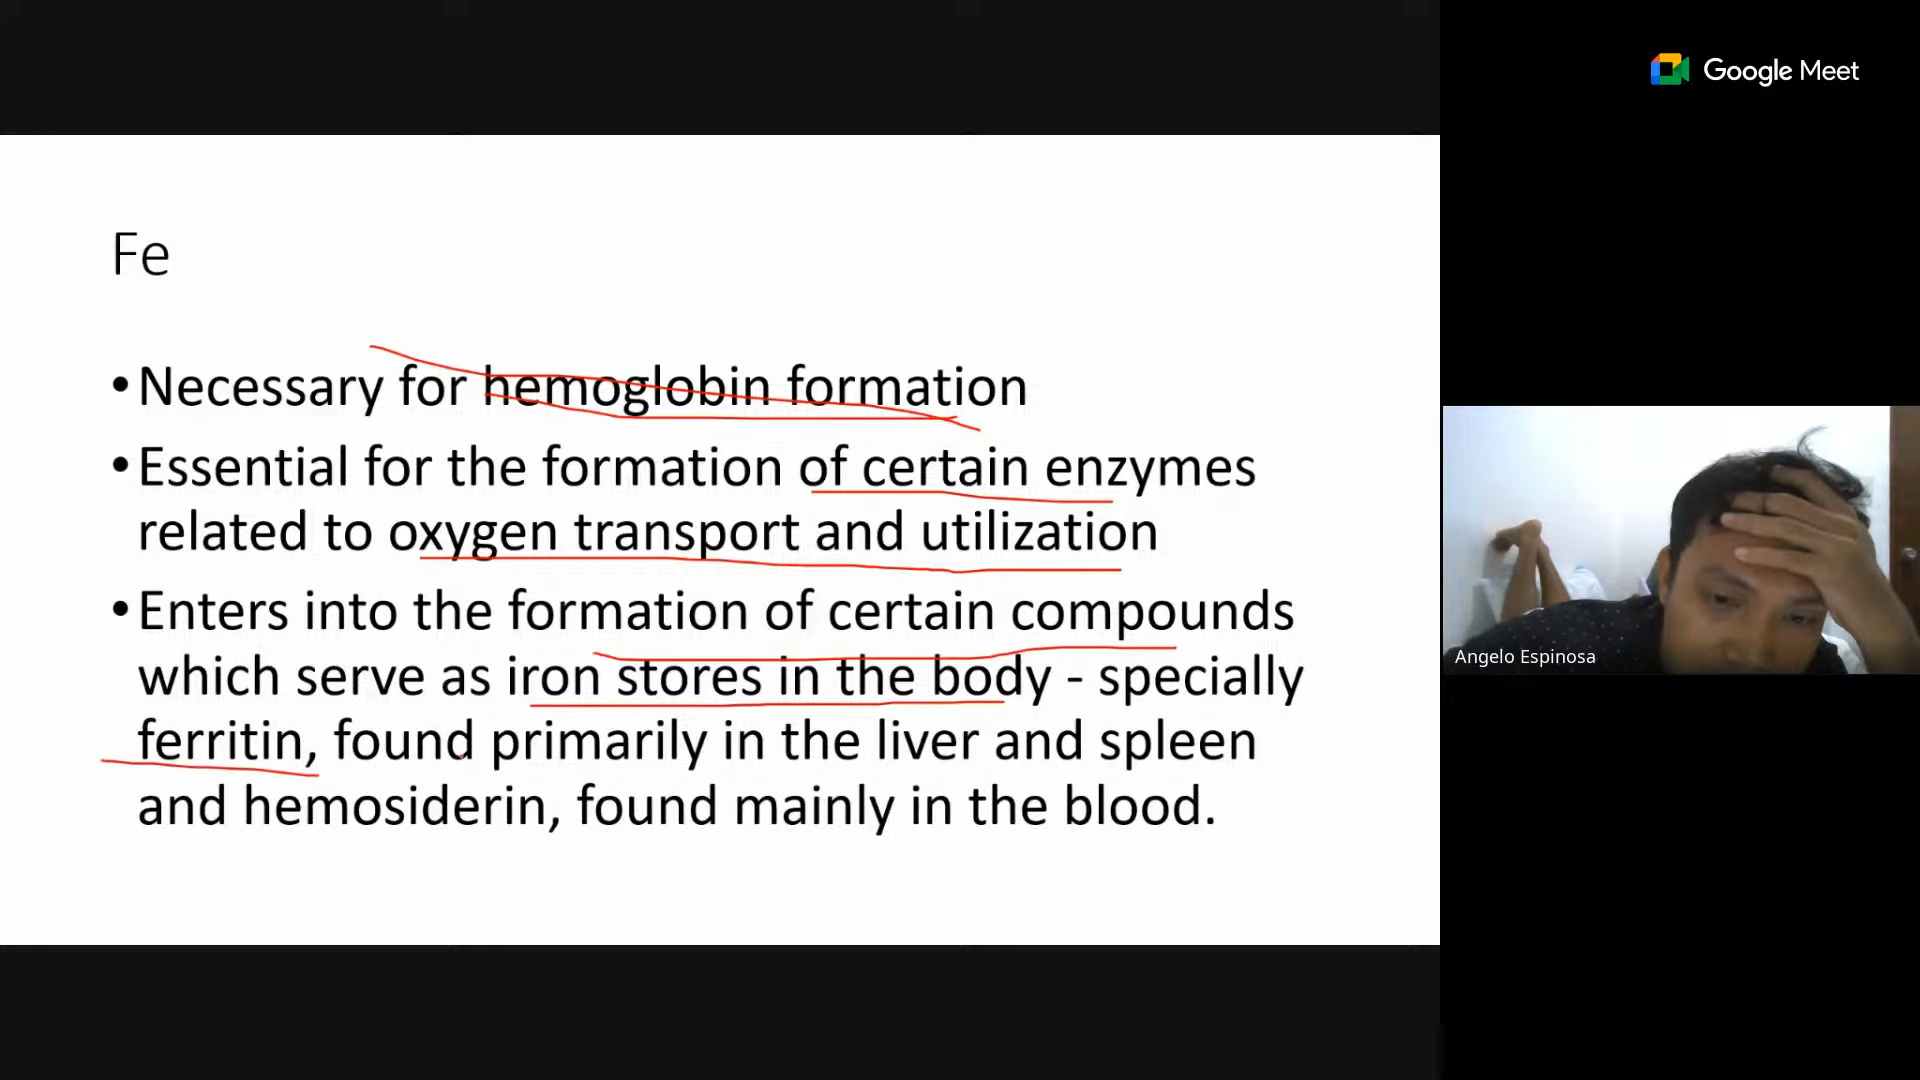 Google Meet
Fe
•Necessary for hemoglobin formation
•Essential for the formation of certain enzymes
related to oxygen transport and utilization
•Enters into the formation of certain compounds
which serve as iron stores in the body - specially
ferritin, found primarily in the liver and spleen
and hemosiderin, found mainly in the blood.
Angelo Espinosa